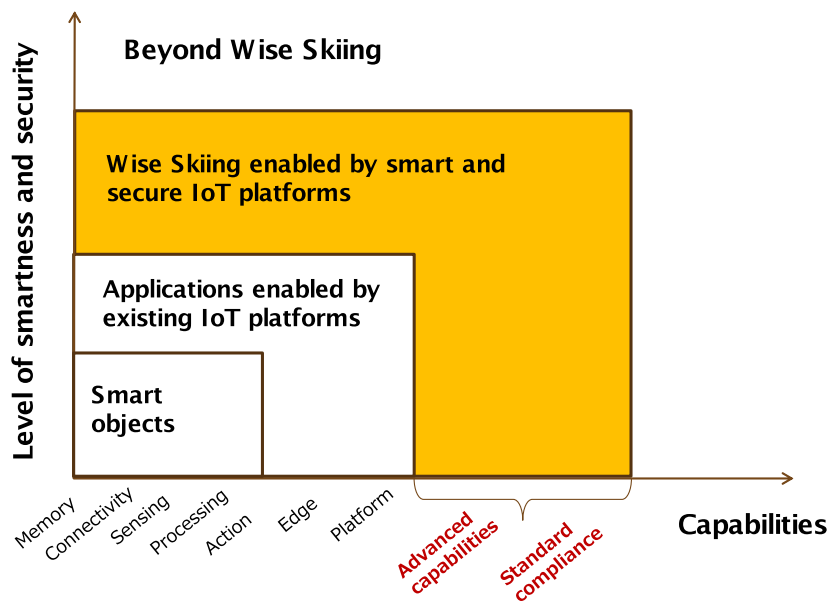 Beyond Wise Skiing
Level of smartness and security
Wise Skiing enabled by smart and
secure IoT platforms
Applications enabled by
existing IoT platforms
Smart
objects
Memory
Connectivity
Sensing
Processing
Action
Edge
Platform
Advanced
capabilities
Standard
compliance
Capabilities